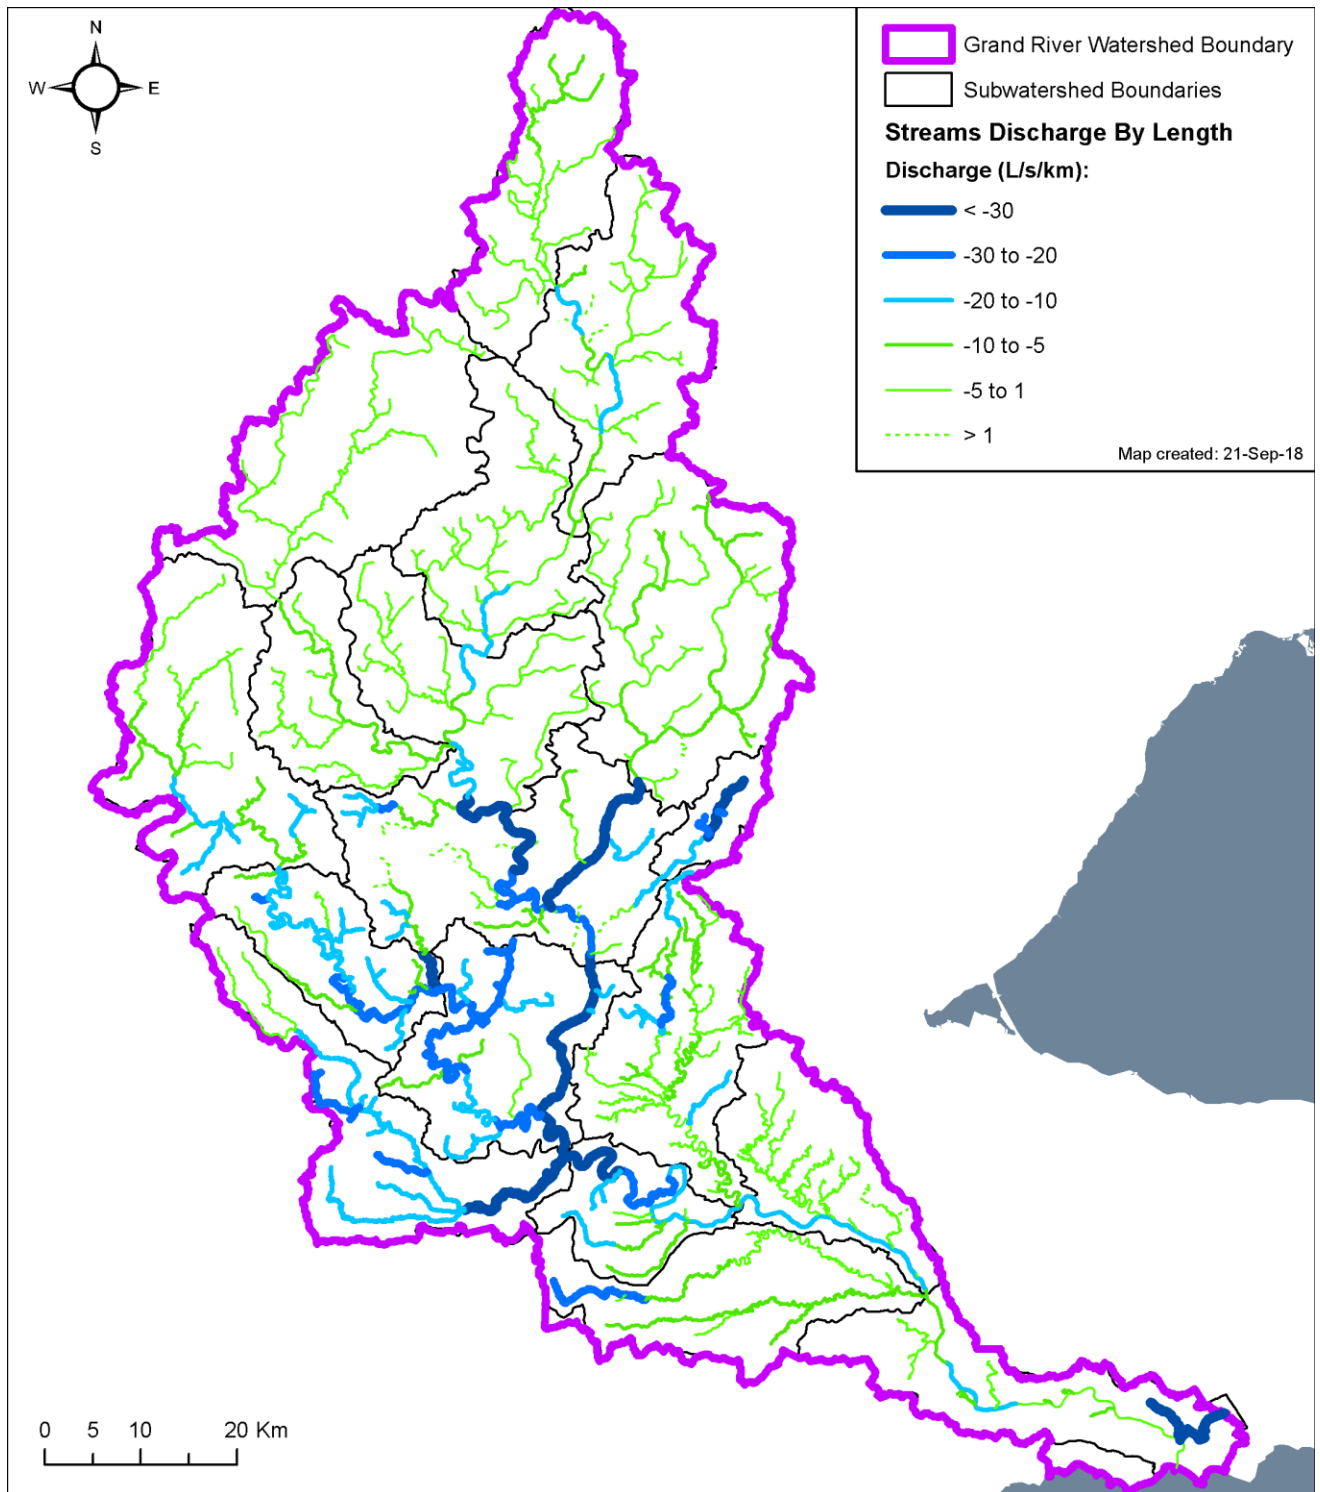 N
W E
S
Grand River Watershed Boundary
Subwatershed Boundaries
Streams Discharge By Length
Discharge (L/s/km):
< -30
-30 to -20
-20 to -10
-10 to -5
-5 to 1
> 1
Map created: 21-Sep-18
0 5 10 20 Km